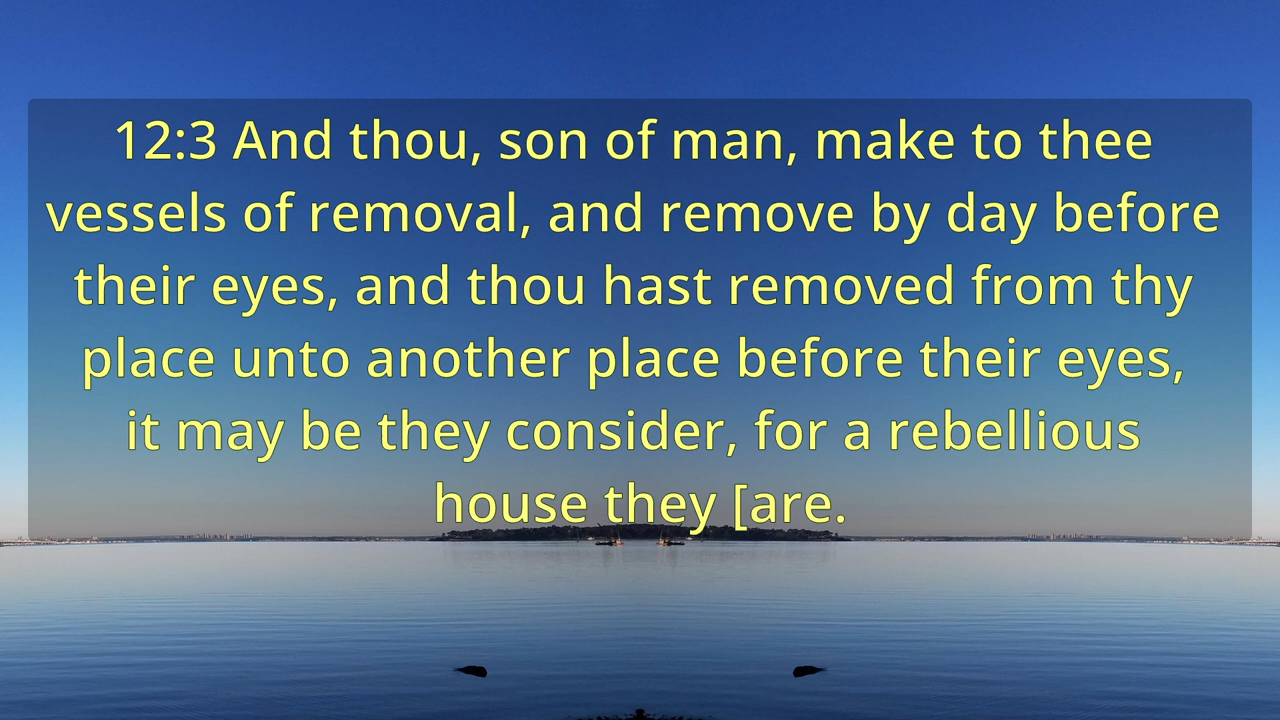 12:3 And thou, son of man, make to thee
vessels of removal, and remove by day before
their eyes, and thou hast removed from thy
place unto another place before their eyes,
it may be they consider, for a rebellious
house they [are.